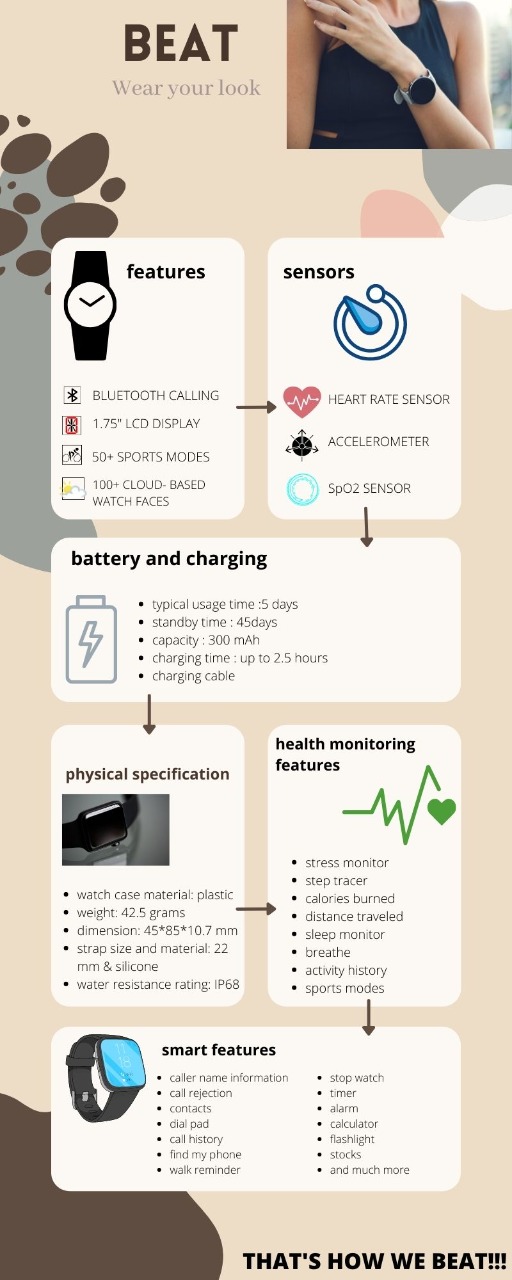 BEAT
Wear your look
features
BLUETOOTH CALLING
1.75" LCD DISPLAY
50+ SPORTS MODES
100+ CLOUD- BASED
WATCH FACES
sensors
HEART RATE SENSOR
ACCELEROMETER
SpO2 SENSOR
battery and charging
typical usage time :5 days
standby time : 45days
capacity : 300 mAh
charging time : up to 2.5 hours
charging cable
physical specification
watch case material: plastic
weight: 42.5 grams
dimension: 45*85*10.7 mm
strap size and material: 22
mm & silicone
water resistance rating: IP68
health monitoring
features
stress monitor
step tracer
calories burned
distance traveled
sleep monitor
breathe
activity history
sports modes
smart features
caller name information
call rejection
contacts
dial pad
call history
find my phone
walk reminder
stop watch
timer
alarm
calculator
flashlight
stocks
and much more
THAT'S HOW WE BEAT!!!